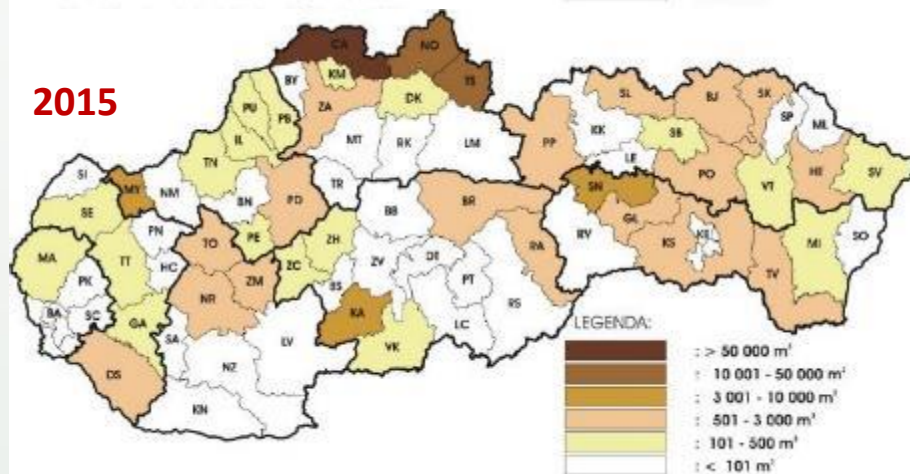 2015
CA
NO
TS
BY
KM
ZA
DK
PU
PB
IL
MT
RK
LM
TN
SL
BJ
SK
SP
ML
KK
SB
PP
LE
PO
VT
HE
SV
SI
MY
NM
BN
PD
TR
SE
BB
BR
SN
GL
RV
KS
KE
MI
SO
PN
TO
PE
ZH
ZC
ZV
DT
RA
MA
TT
HC
NR
ZM
BS
PT
TV
PK
BA
SC
GA
KA
RS
SA
LV
LC
VK
DS
NZ
KN
LEGENDA:
: > 50 000 m³
: 10 001 - 50 000 m³
: 3 001 - 10 000 m³
: 501 - 3 000 m³
: 101 - 500 m³
: < 101 m³